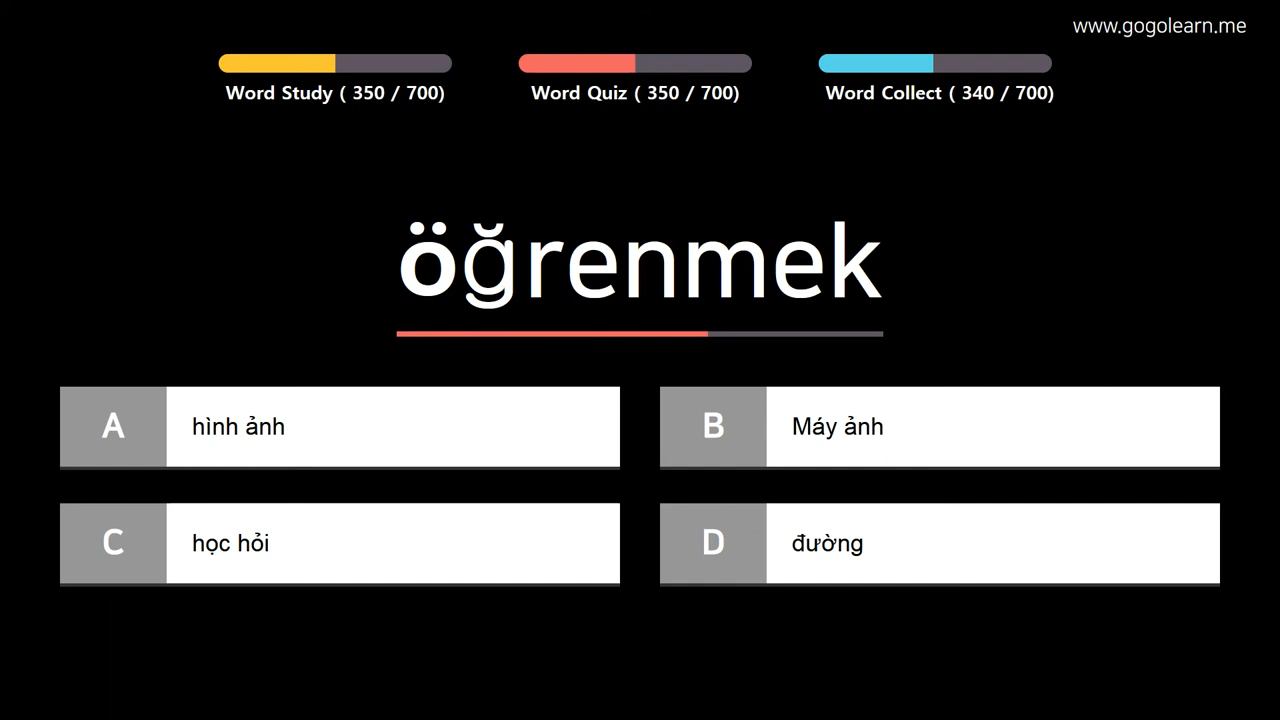 www.gogolearn.me
Word Study ( 350 / 700)
Word Quiz ( 350 / 700)
Word Collect ( 340 / 700)
öğrenmek
A hình ảnh
B Máy ảnh
C học hỏi
D đường